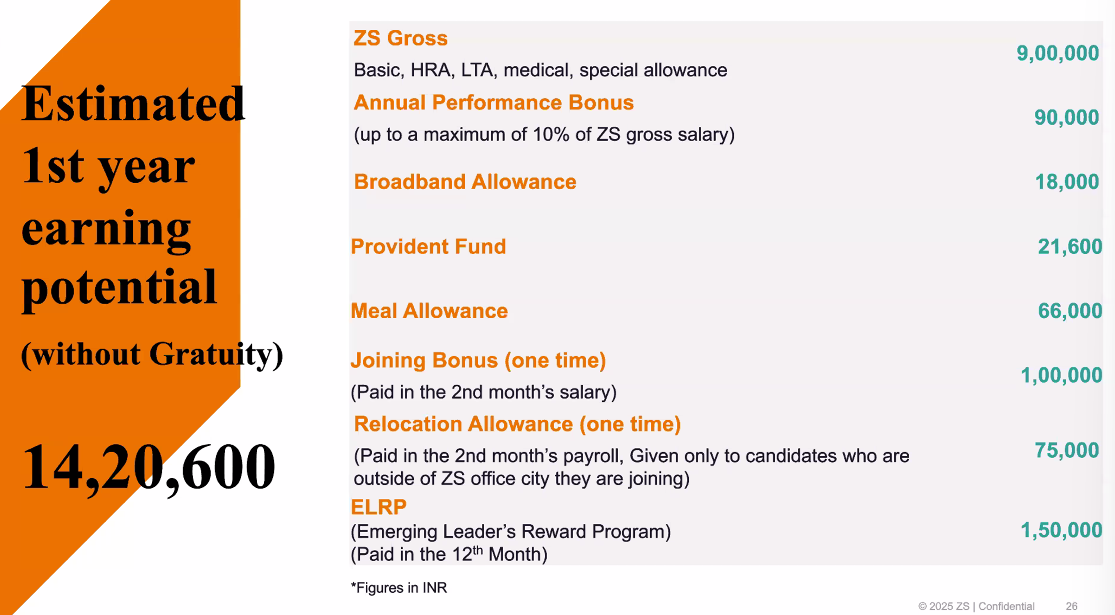 Estimated
1st year
earning
potential
(without Gratuity)
14,20,600
ZS Gross
9,00,000
Basic, HRA, LTA, medical, special allowance
Annual Performance Bonus
90,000
(up to a maximum of 10% of ZS gross salary)
Broadband Allowance
18,000
Provident Fund
21,600
Meal Allowance
66,000
Joining Bonus (one time)
1,00,000
(Paid in the 2nd month’s salary)
Relocation Allowance (one time)
75,000
(Paid in the 2nd month’s payroll, Given only to candidates who are
outside of ZS office city they are joining)
ELRP
(Emerging Leader’s Reward Program)
1,50,000
(Paid in the 12th Month)
*Figures in INR
© 2025 ZS | Confidential
26